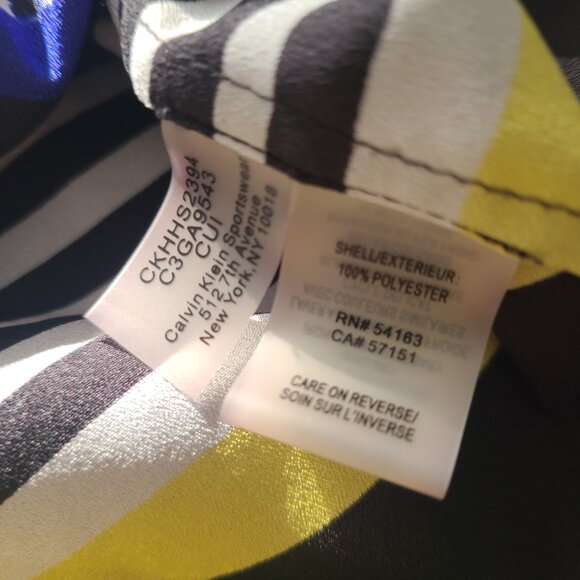 CKHHS2394
C3GA9543
CUI
Calvin Klein Sportswear
512 7th Avenue
New York, NY 10018
SHELL/EXTERIEUR:
100% POLYESTER
RN# 54163
CA# 57151
CARE ON REVERSE/
SOIN SUR L'INVERSE